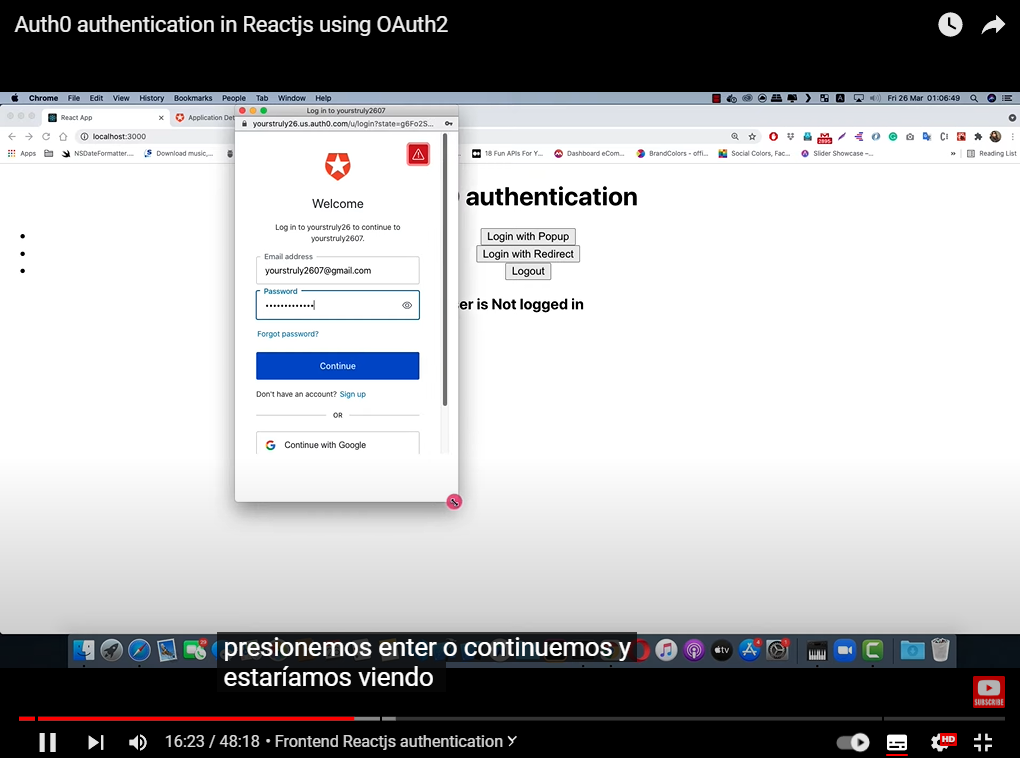 Auth0 authentication in Reactjs using OAuth2
Chrome File Edit View History Bookmarks People Tab Window Help
Fri 26 Mar 01:06:49
React App
Application Det
Log in to yourstruly2607
yourstruly26.us.auth0.com/u/login?state=g6Fo2S...
localhost:3000
2895
Apps
NSDateFormatter....
Download music,...
18 Fun APIs For Y...
Dashboard eCom...
BrandColors - offi...
Social Colors, Fac...
Slider Showcase –...
»
Reading List
authentication
Welcome
Log in to yourstruly26 to continue to
yourstruly2607.
Email address
yourstruly2607@gmail.com
Password
Forgot password?
Continue
Don't have an account? Sign up
OR
Continue with Google
Login with Popup
Login with Redirect
Logout
er is Not logged in
tv
presionemos enter o continuemos y
estaríamos viendo
SUBSCRIBE
16:23 / 48:18 • Frontend Reactjs authentication
HD